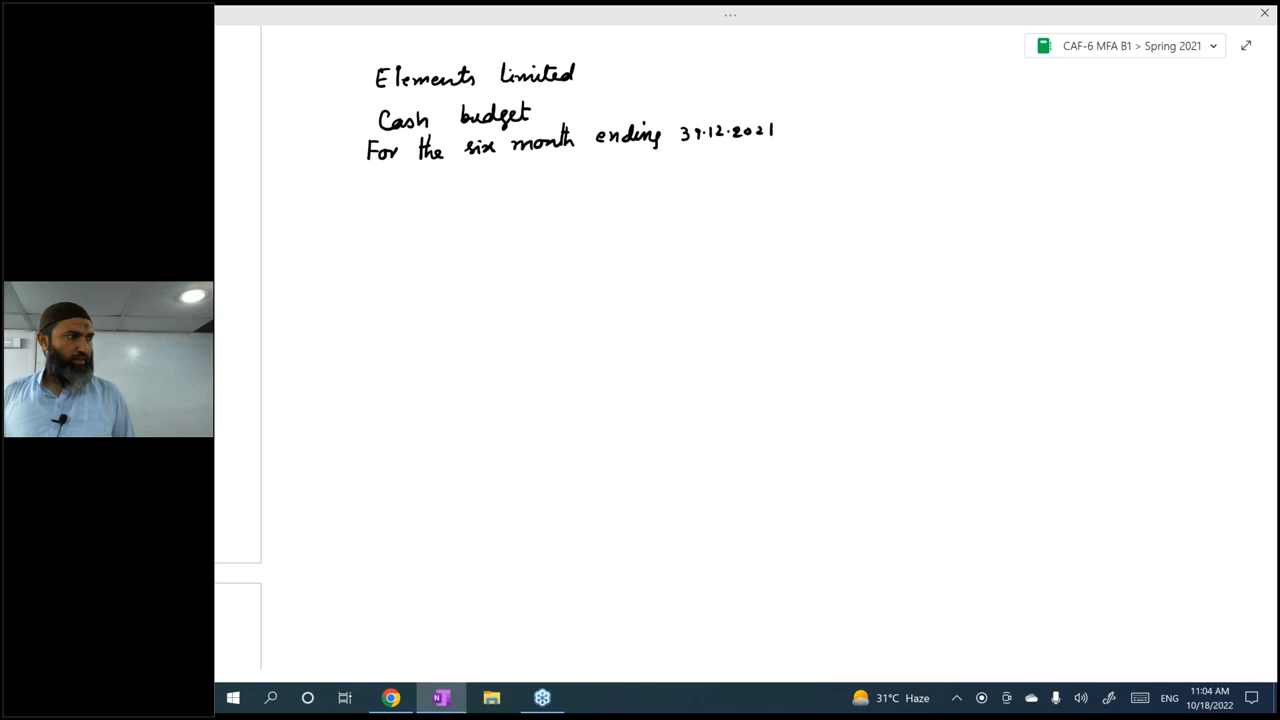 CAF-6 MFA B1 > Spring 2021
Elements Limited
Cash budget
For the six month ending 31.12.2021
31°C Haze
ENG
11:04 AM
10/18/2022